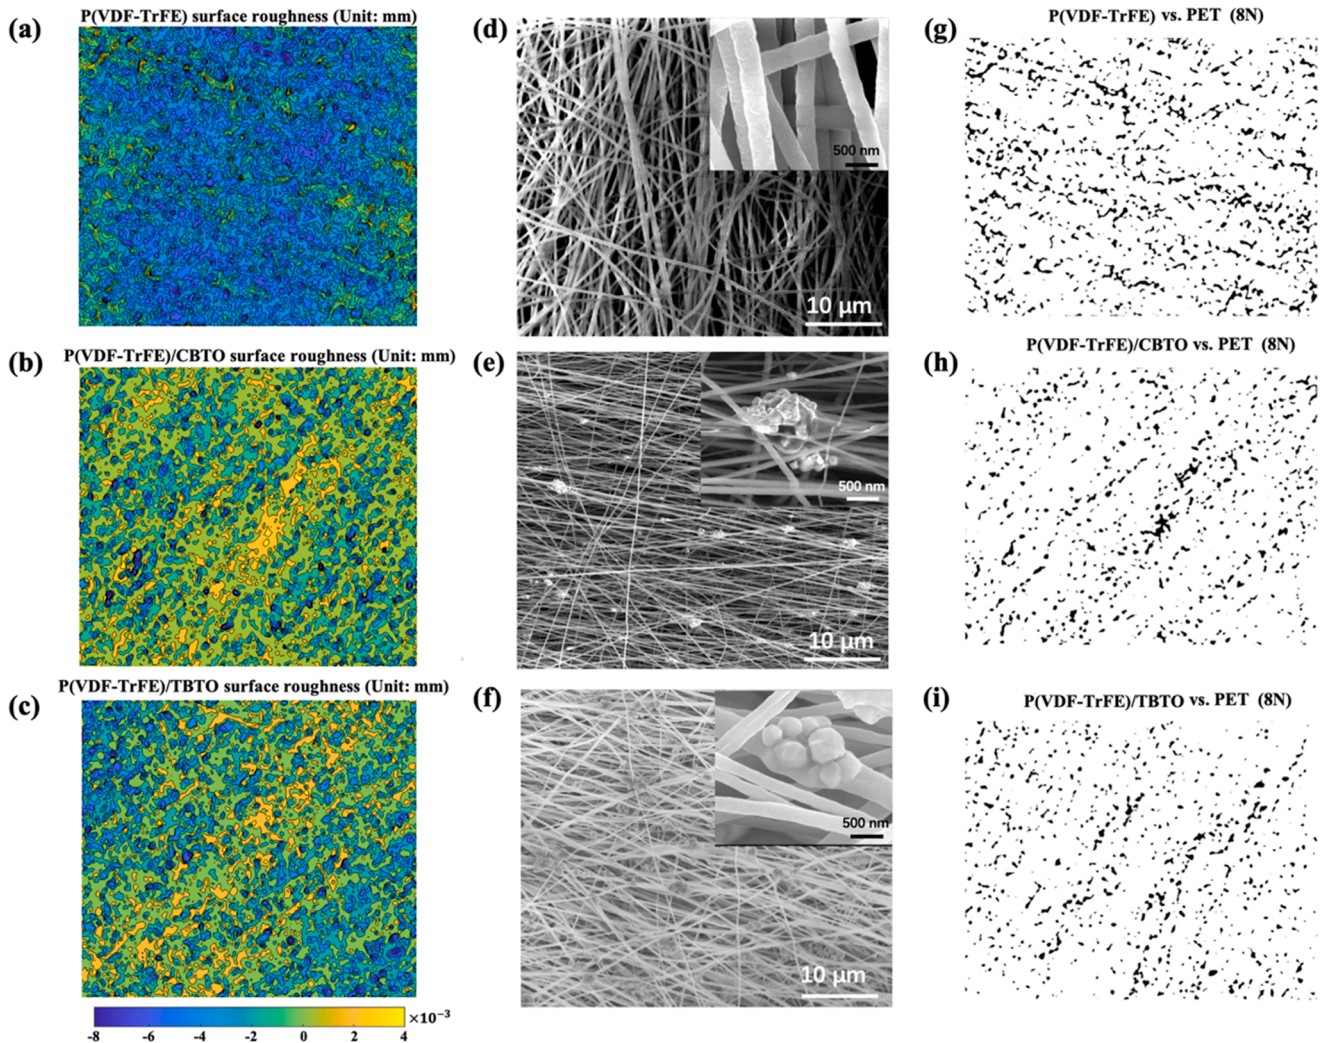 (a)
P(VDF-TrFE) surface roughness (Unit: mm)
(d)
500 nm
10 μm
(g)
P(VDF-TrFE) vs. PET (8N)
(b)
P(VDF-TrFE)/CBTO surface roughness (Unit: mm)
(e)
500 nm
10 μm
(h)
P(VDF-TrFE)/CBTO vs. PET (8N)
(c)
P(VDF-TrFE)/TBTO surface roughness (Unit: mm)
(f)
500 nm
10 μm
(i)
P(VDF-TrFE)/TBTO vs. PET (8N)
×10⁻³
-8 -6 -4 -2 0 2 4